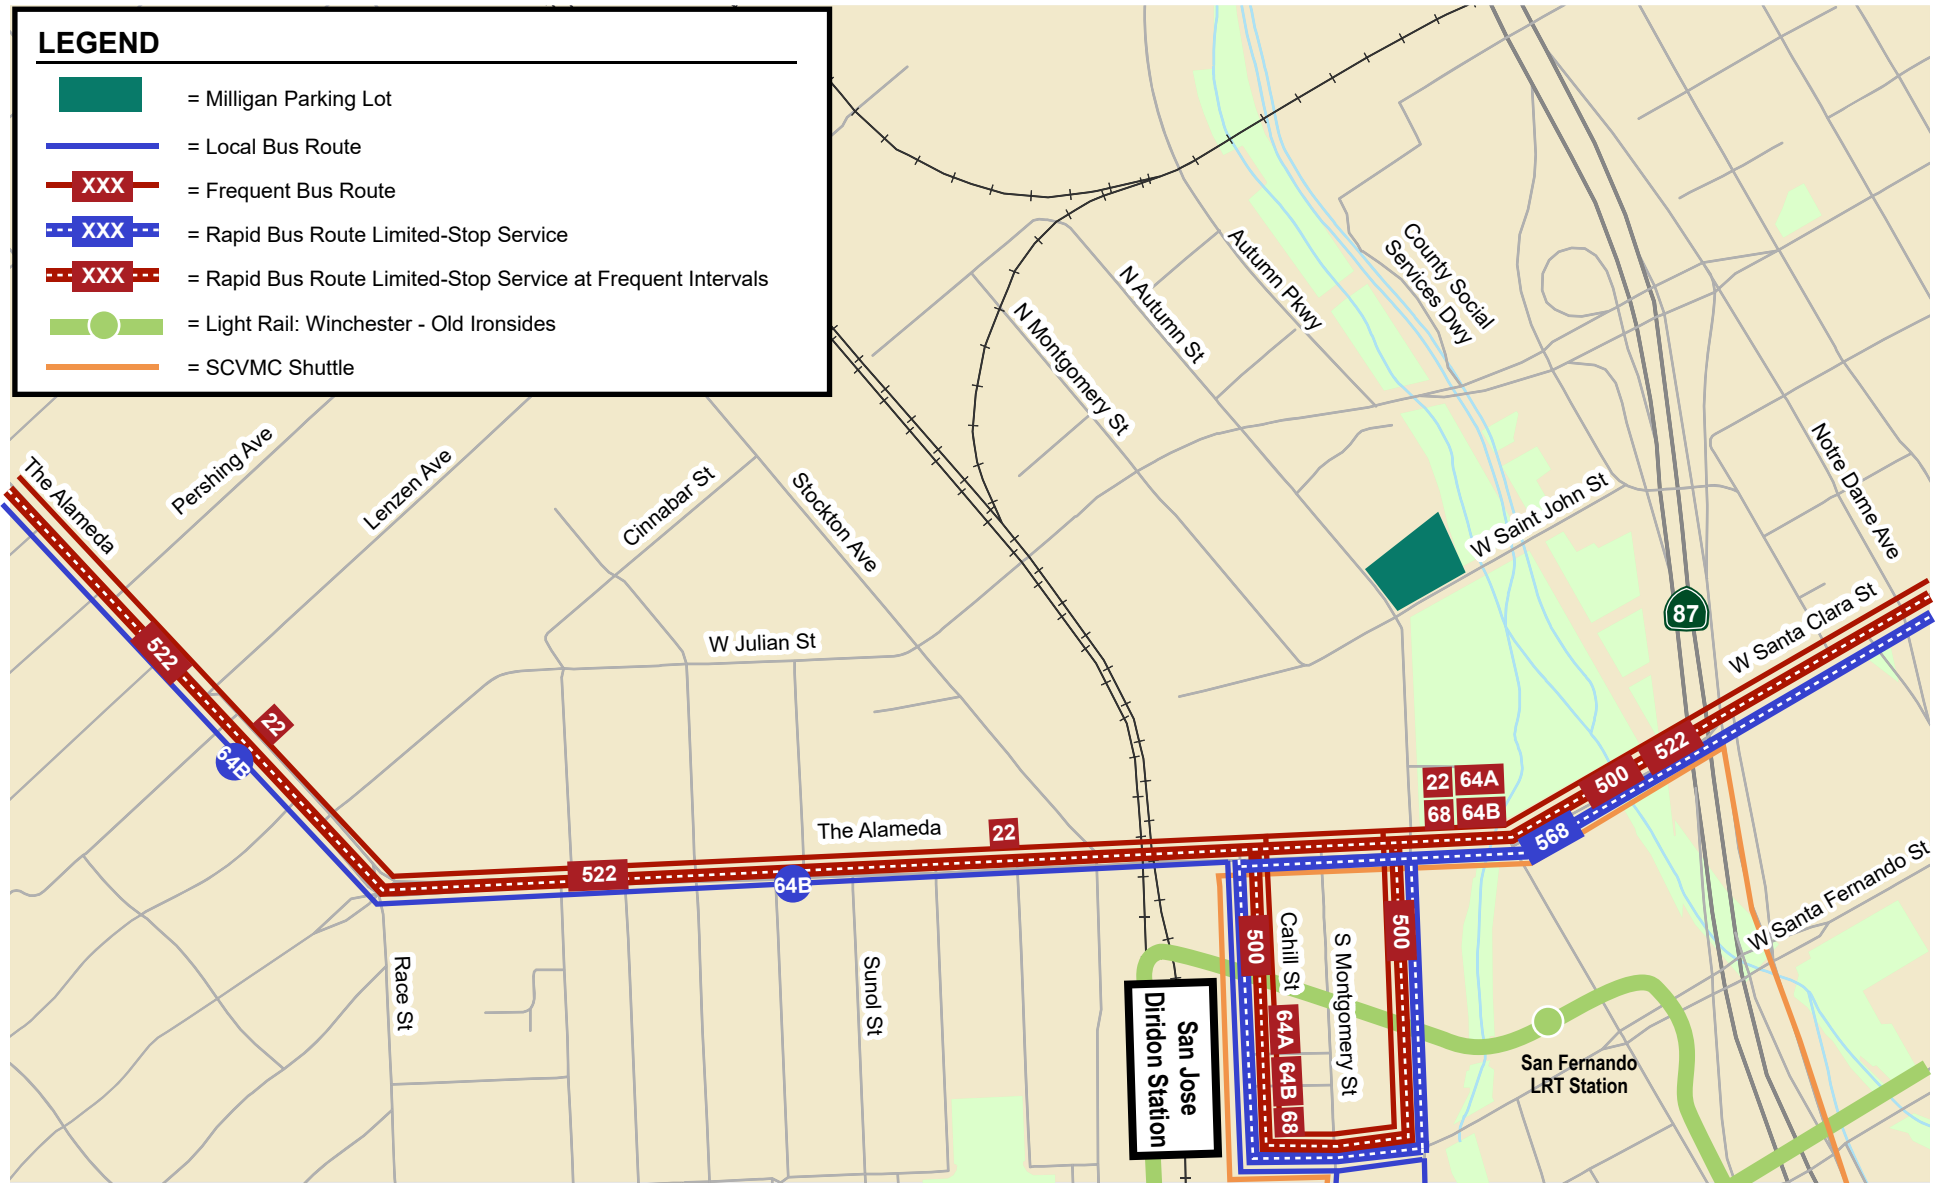 LEGEND
= Milligan Parking Lot
= Local Bus Route
XXX = Frequent Bus Route
XXX = Rapid Bus Route Limited-Stop Service
XXX = Rapid Bus Route Limited-Stop Service at Frequent Intervals
= Light Rail: Winchester - Old Ironsides
= SCVMC Shuttle
County Social
Services Dwy
Autumn Pkwy
N Autumn St
N Montgomery St
The Alameda
Pershing Ave
Lenzen Ave
Cinnabar St
Stockton Ave
W Saint John St
Notre Dame Ave
87
W Santa Clara St
W Julian St
522
22
64B
22 64A
68 64B
500
522
568
The Alameda
22
522
64B
W Santa Fernando St
Race St
Sunol St
500
Cahill St
S Montgomery St
500
64A 64B 68
San Jose
Diridon Station
San Fernando
LRT Station